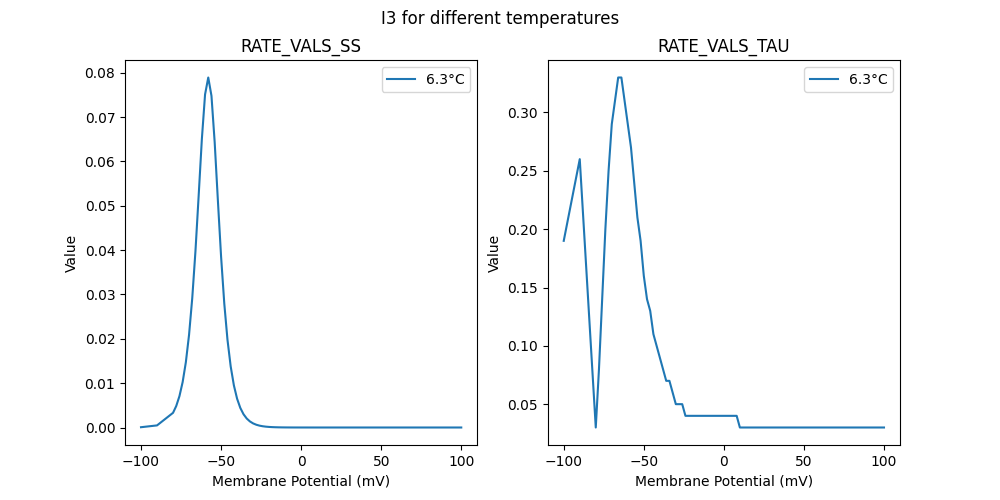 I3 for different temperatures
RATE_VALS_SS
6.3°C
0.08
0.07
0.06
0.05
0.04
0.03
0.02
0.01
0.00
Value
−100
−50
0
50
100
Membrane Potential (mV)
RATE_VALS_TAU
6.3°C
0.30
0.25
0.20
0.15
0.10
0.05
Value
−100
−50
0
50
100
Membrane Potential (mV)